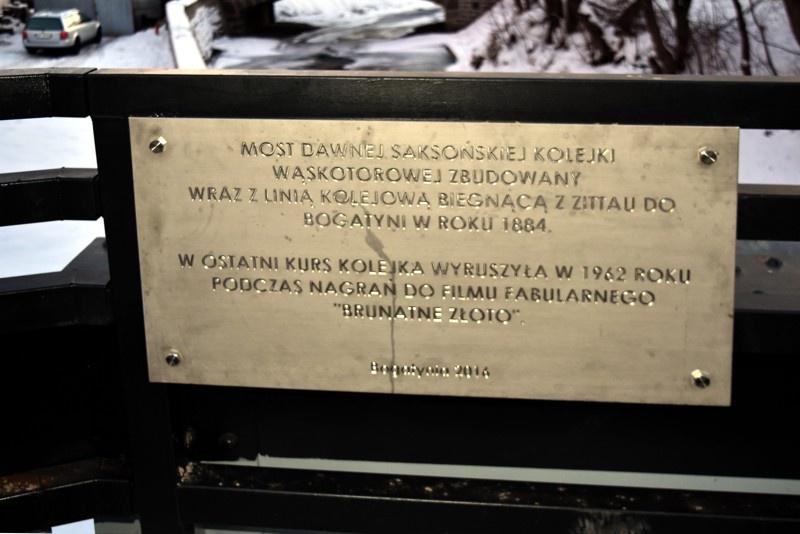 MOST DAWNEJ SAKSOŃSKIEJ KOLEJKI
WĄSKOTOROWEJ ZBUDOWANY
WRAZ Z LINIĄ KOLEJOWĄ BIEGNĄCĄ Z ZITTAU DO
BOGATYNI W ROKU 1884.
W OSTATNI KURS KOLEJKA WYRUSZYŁA W 1962 ROKU
PODCZAS NAGRAŃ DO FILMU FABULARNEGO
"BRUNATNE ZŁOTO".
Bogatynia 2016